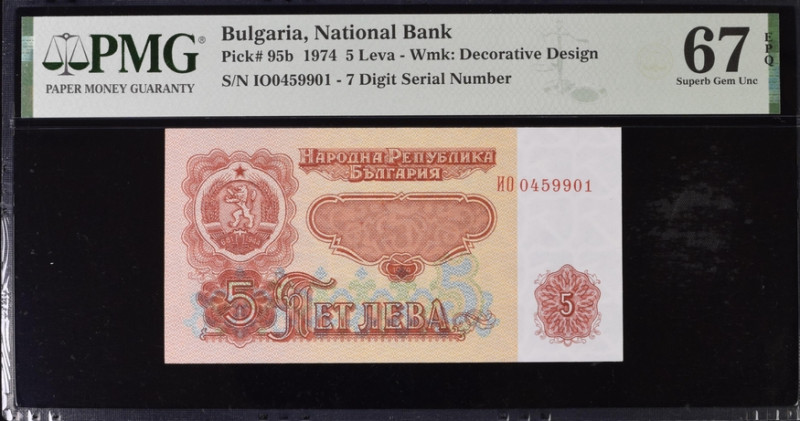 PMG
PAPER MONEY GUARANTY
Bulgaria, National Bank
Pick# 95b 1974 5 Leva - Wmk: Decorative Design
S/N IO0459901 - 7 Digit Serial Number
67
EPQ
Superb Gem Unc
НАРОДНА РЕПУБЛИКА
БЪЛГАРИЯ
ИО 0459901
5 ПЕТ ЛЕВА
5